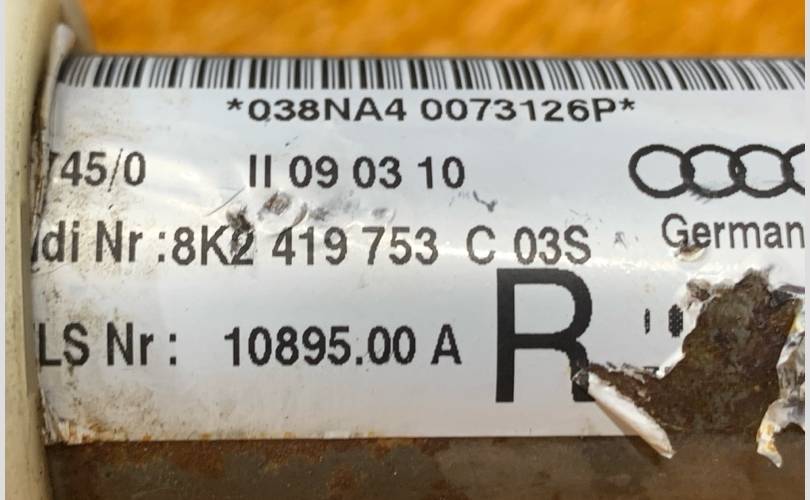 *038NA4 0073126P*
745/0 II 09 03 10
di Nr :8K2 419 753 C 03S German
LS Nr: 10895.00 A R